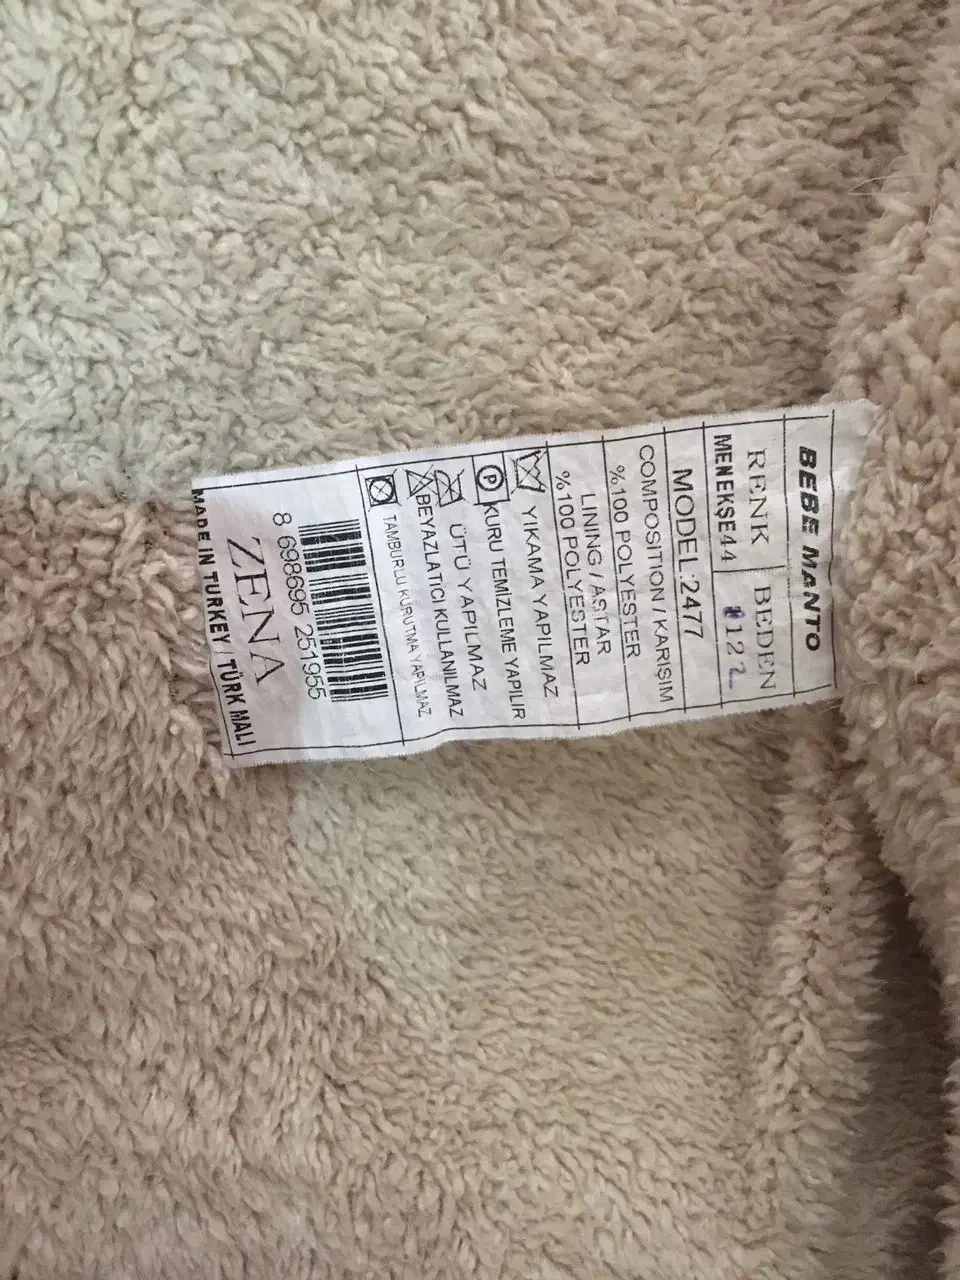 BEBE MANTO
RENK BEDEN
MENEKŞE44 122
MODEL:2477
COMPOSITION / KARIŞIM
%100 POLYESTER
LINING / ASTAR
%100 POLYESTER
YIKAMA YAPILMAZ
P KURU TEMİZLEME YAPILIR
ÜTÜ YAPILMAZ
BEYAZLATICI KULLANILMAZ
TAMBURLU KURUTMA YAPILMAZ
8 698695 251955
ZENA
MADE IN TURKEY / TÜRK MALI